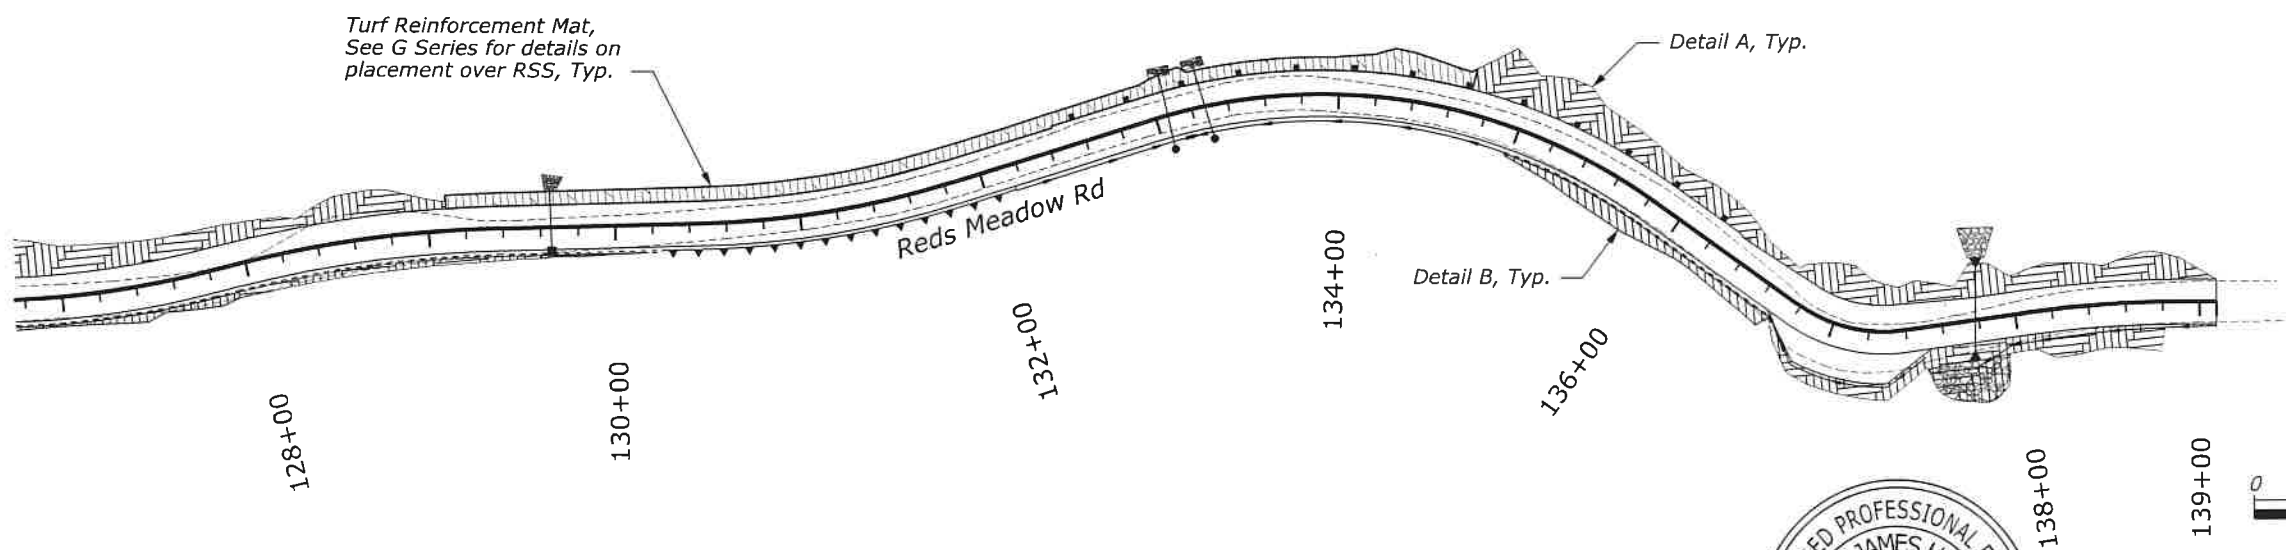 Turf Reinforcement Mat,
See G Series for details on
placement over RSS, Typ.
Detail A, Typ.
Reds Meadow Rd
Detail B, Typ.
128+00
130+00
132+00
134+00
136+00
138+00
139+00
0
PROFESSIONAL
JAMES